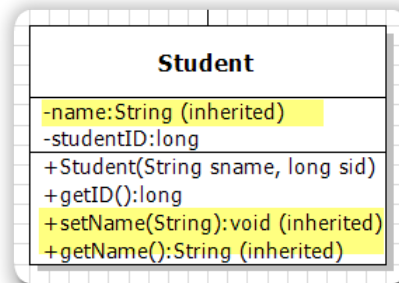 Student
-name:String (inherited)
-studentID:long
+Student(String sname, long sid)
+getID():long
+setName(String):void (inherited)
+getName():String (inherited)